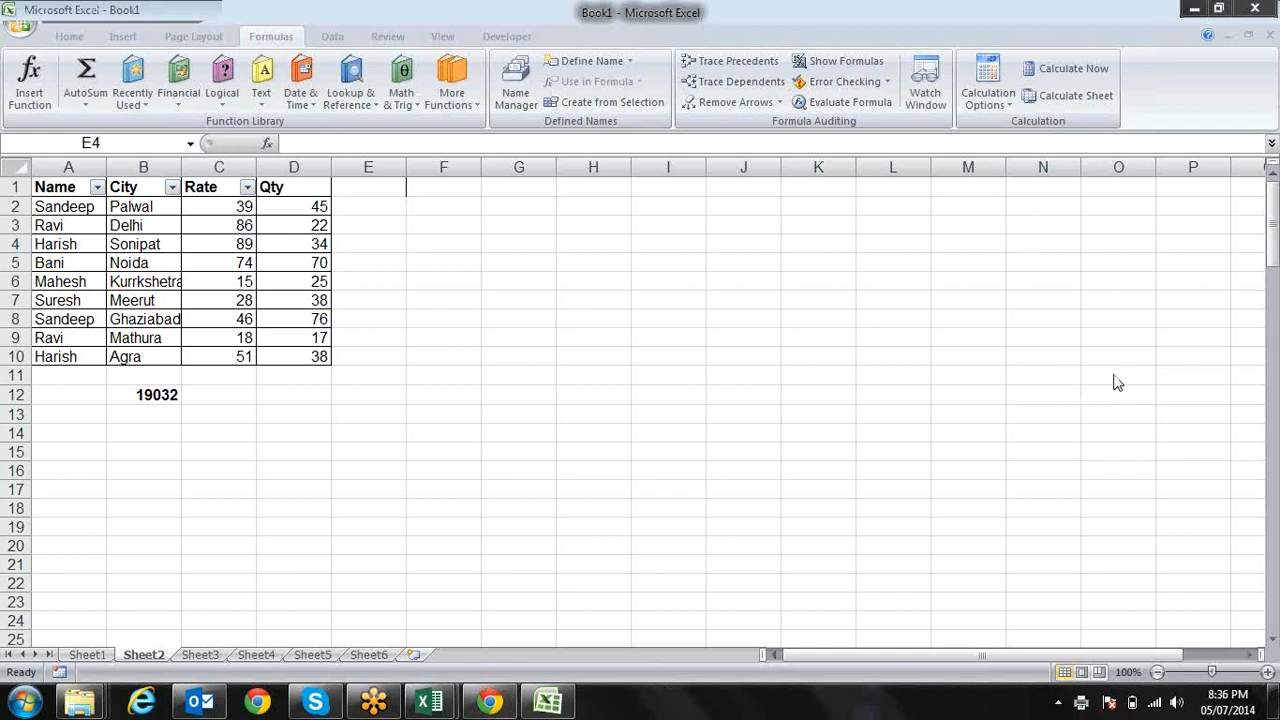 Microsoft Excel - Book1
Book1 - Microsoft Excel
Home Insert Page Layout Formulas Data Review View Developer
Insert Function
AutoSum
Recently Used
Financial
Logical
Text
Date & Time
Lookup & Reference
Math & Trig
More Functions
Function Library
Name Manager
Define Name
Use in Formula
Create from Selection
Defined Names
Trace Precedents
Trace Dependents
Remove Arrows
Show Formulas
Error Checking
Evaluate Formula
Watch Window
Formula Auditing
Calculation Options
Calculate Now
Calculate Sheet
Calculation
E4 fx
A B C D E F G H I J K L M N O P
1 Name City Rate Qty
2 Sandeep Palwal 39 45
3 Ravi Delhi 86 22
4 Harish Sonipat 89 34
5 Bani Noida 74 70
6 Mahesh Kurrkshetra 15 25
7 Suresh Meerut 28 38
8 Sandeep Ghaziabad 46 76
9 Ravi Mathura 18 17
10 Harish Agra 51 38
11
12 19032
13
14
15
16
17
18
19
20
21
22
23
24
25
Sheet1 Sheet2 Sheet3 Sheet4 Sheet5 Sheet6
Ready 100%
8:36 PM
05/07/2014